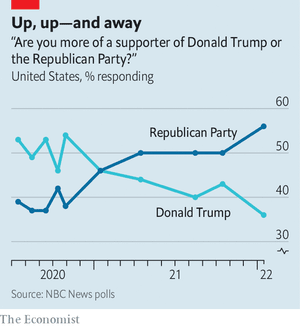 Up, up—and away
“Are you more of a supporter of Donald Trump or
the Republican Party?”
United States, % responding
60
Republican Party
50
40
Donald Trump
30
2020 21 22
Source: NBC News polls
The Economist